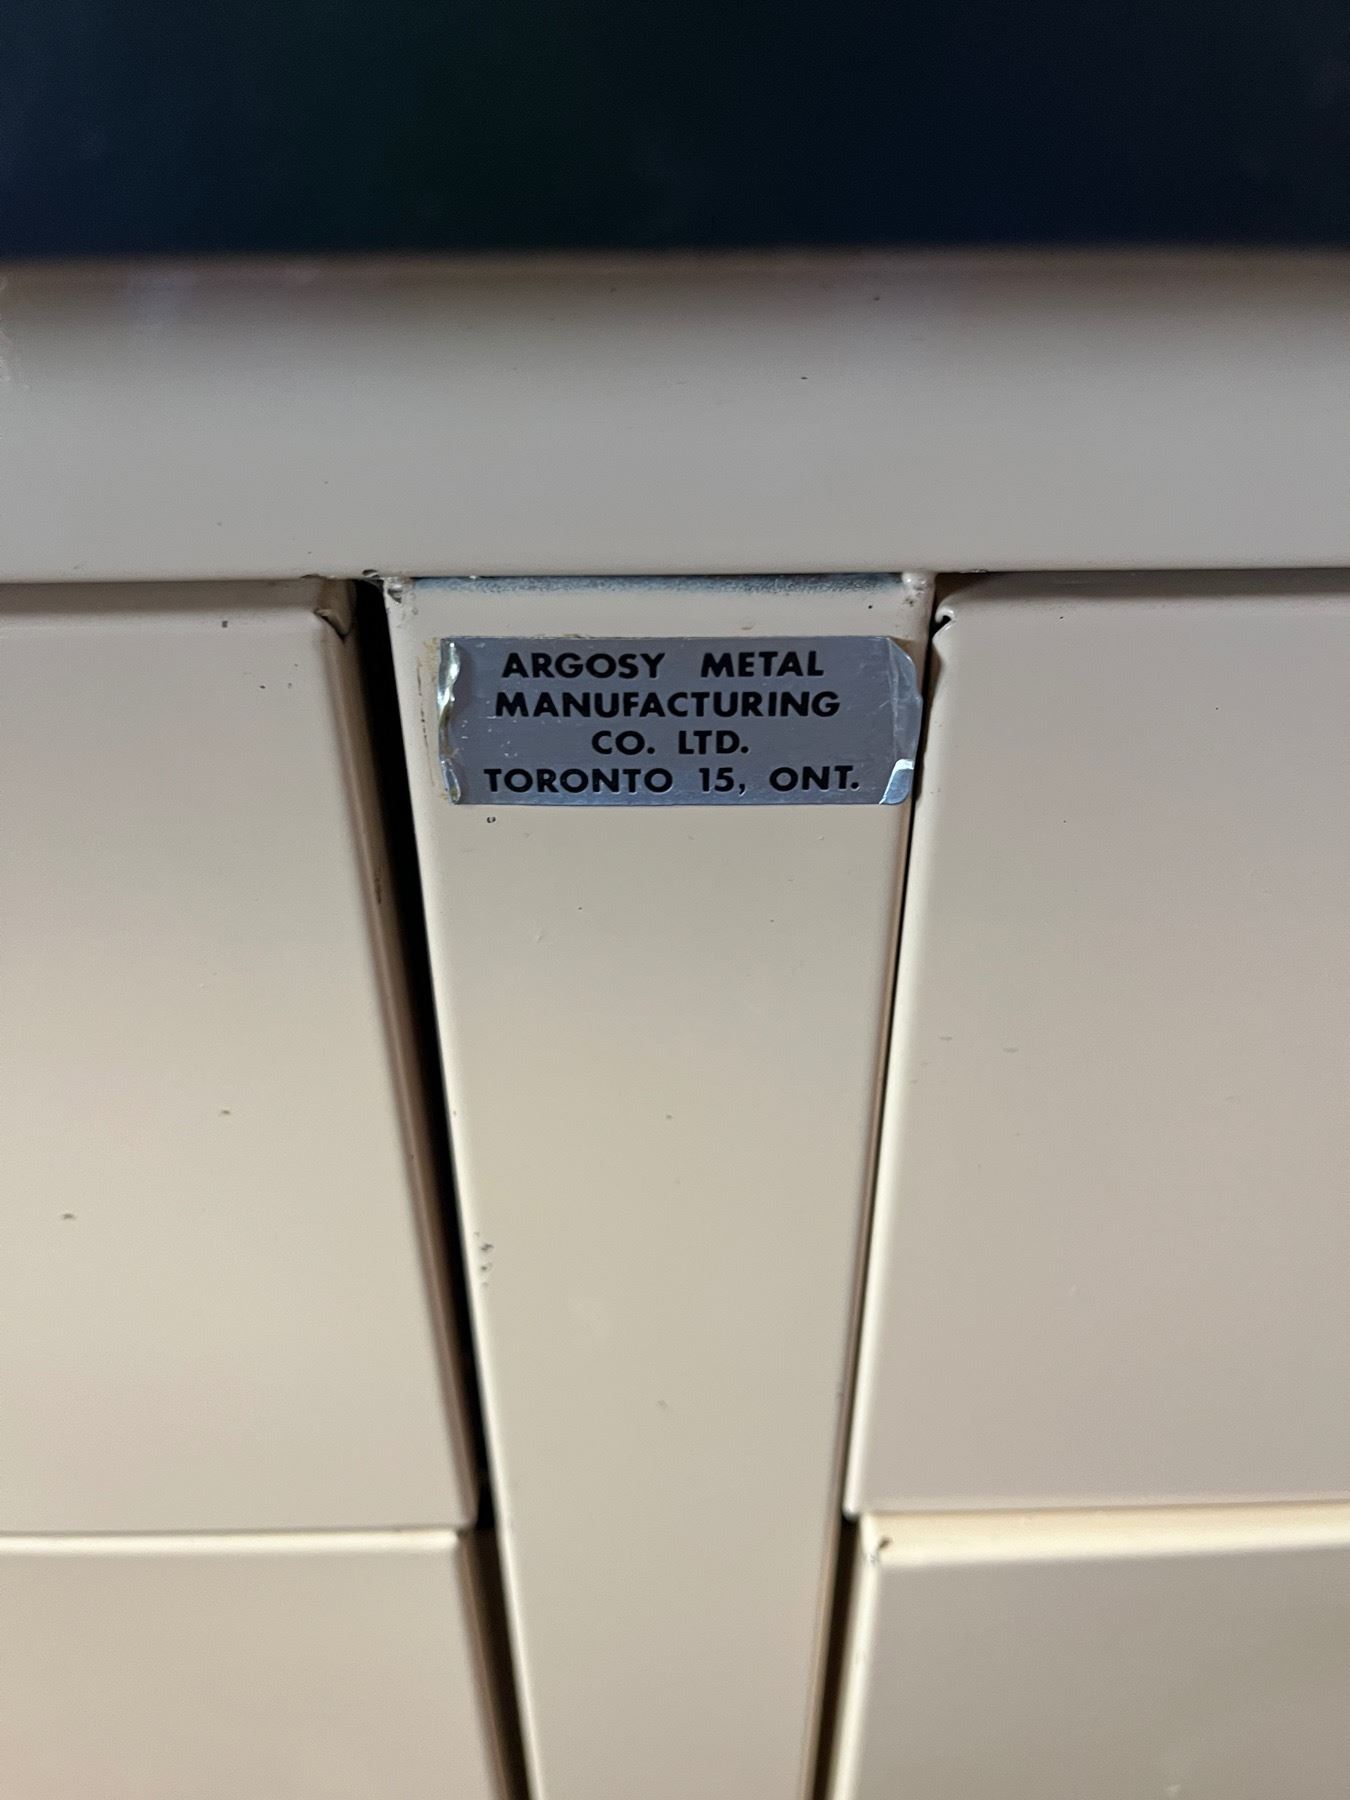 ARGOSY METAL
MANUFACTURING
CO. LTD.
TORONTO 15, ONT.